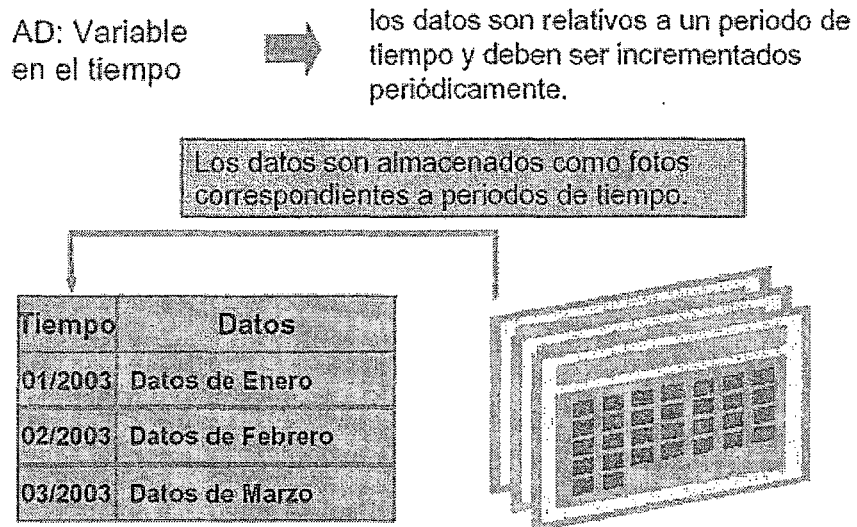 AD: Variable
en el tiempo
los datos son relativos a un periodo de
tiempo y deben ser incrementados
periódicamente.
Los datos son almacenados como fotos
correspondientes a periodos de tiempo.
Tiempo Datos
01/2003 Datos de Enero
02/2003 Datos de Febrero
03/2003 Datos de Marzo